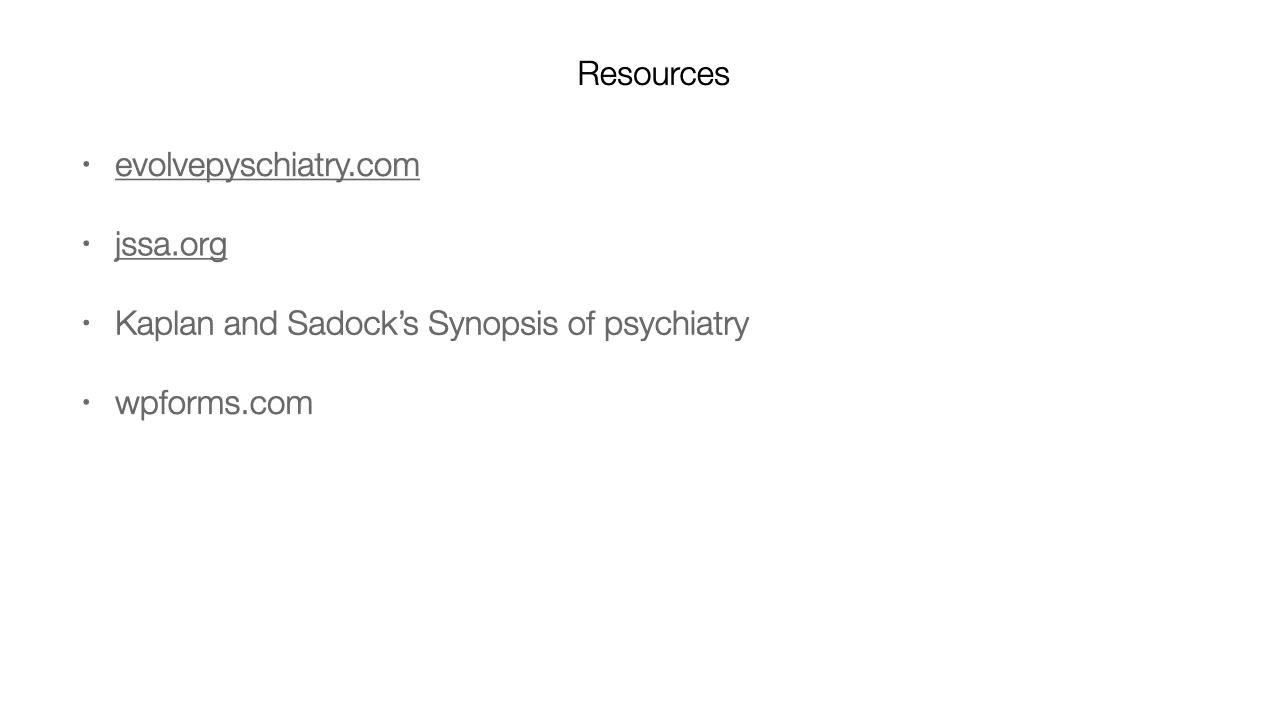 Resources
• evolvepyschiatry.com
• jssa.org
• Kaplan and Sadock’s Synopsis of psychiatry
• wpforms.com